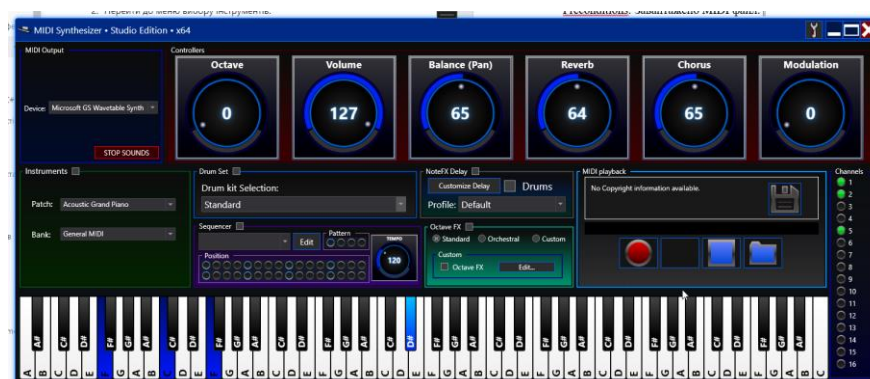 2. Перейти до меню вибору інструментів.
Preconditions: Завантажено MIDI файл.
MIDI Synthesizer • Studio Edition • x64
MIDI Output
Device: Microsoft GS Wavetable Synth
STOP SOUNDS
Controllers
Octave
0
Volume
127
Balance (Pan)
65
Reverb
64
Chorus
65
Modulation
0
Instruments
Patch: Acoustic Grand Piano
Bank: General MIDI
Drum Set
Drum kit Selection:
Standard
Sequencer
Edit
Pattern
Position
TEMPO
120
NoteFX Delay
Customize Delay
Drums
Profile: Default
Octave FX
Standard Orchestral Custom
Custom
Octave FX Edit...
MIDI playback
No Copyright information available.
Channels
1
2
3
4
5
6
7
8
9
10
11
12
13
14
15
16
A# C# D# F# G# A# C# D# F# G# A# C# D# F# G# A# C# D# F# G# A# C# D# F# G# A#
A B C D E F G A B C D E F G A B C D E F G A B C D E F G A B C D E F G A B C